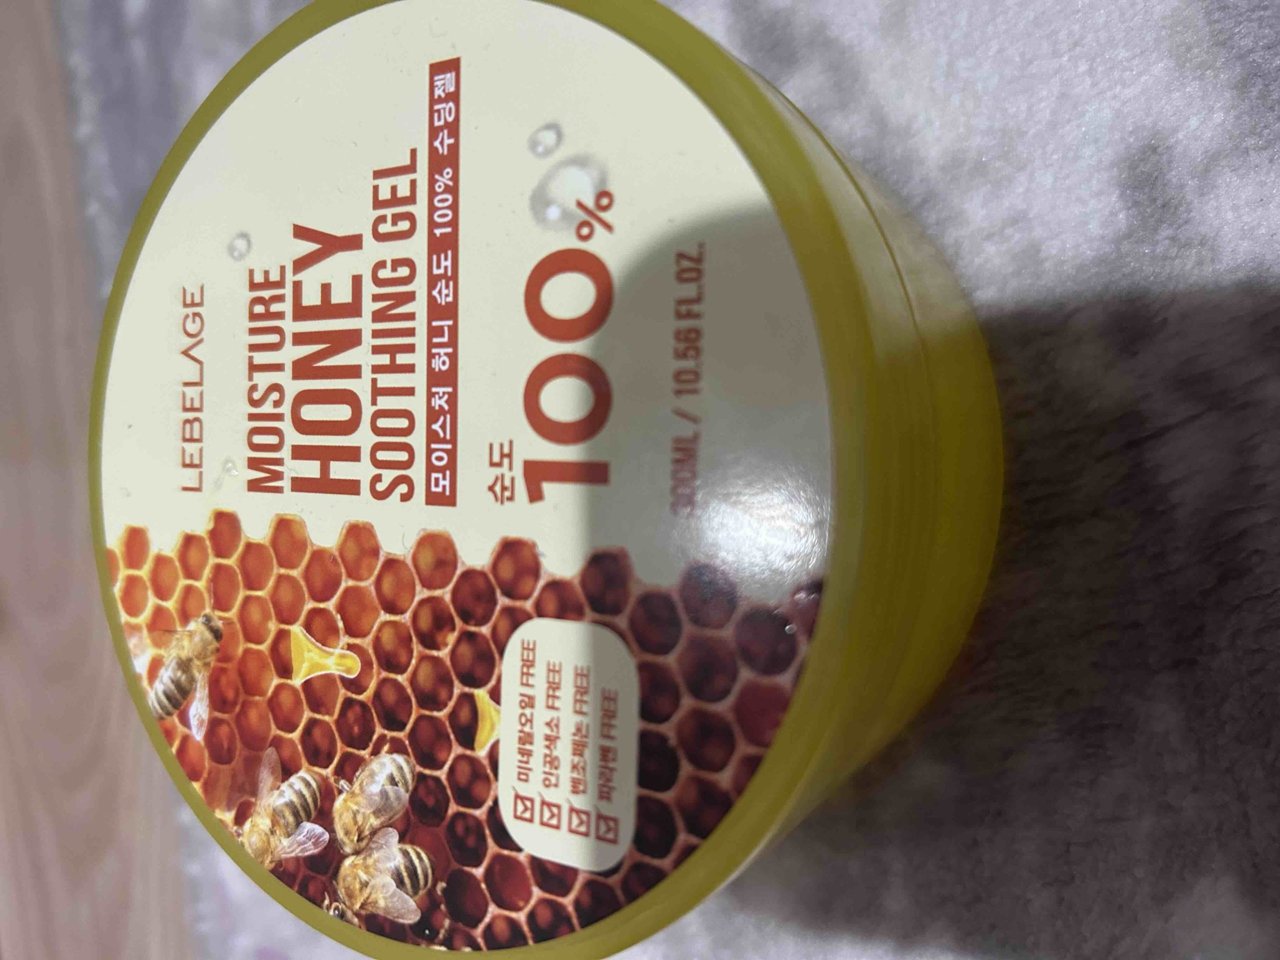 LEBELAGE
MOISTURE
HONEY
SOOTHING GEL
모이스처 허니 순도 100% 수딩젤
순도
100%
300ML / 10.56 FL.OZ.
미네랄오일 FREE
인공색소 FREE
벤조페논 FREE
파라벤 FREE